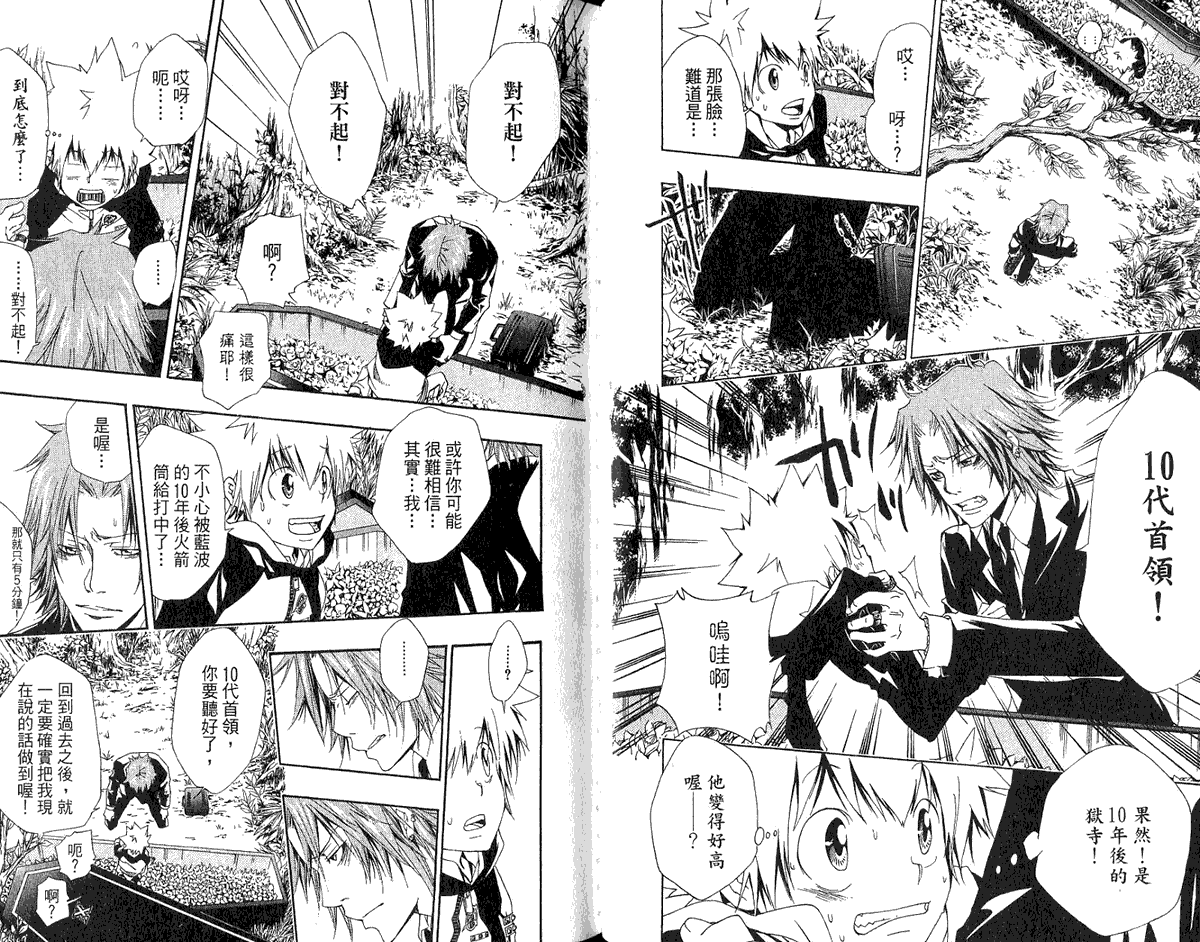 ……
哎…
呀…？
那張臉…
難道是…
ガッ
10代首領！
嗚哇啊！
果然！是
10年後的
獄寺！
他變得好高
喔──？
對不起！
對不起！
啊？
這樣很
痛耶！
哎呀…
呃……
到底怎麼了…
……
……對不起！
或許你可能
很難相信…
其實…我…
不小心被藍波
的10年後火箭
筒給打中了…
是喔…
那就只有5分鐘！
…？
……
10代首領，
你要聽好了，
回到過去之後，就
一定要確實把我現
在說的話做到喔！
呃？
啊？